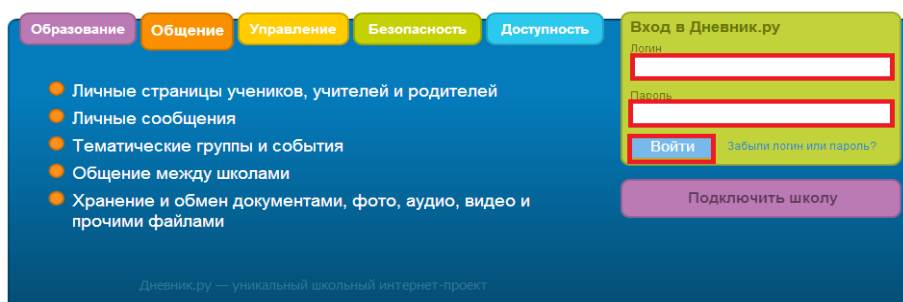 Образование
Общение
Управление
Безопасность
Доступность
Личные страницы учеников, учителей и родителей
Личные сообщения
Тематические группы и события
Общение между школами
Хранение и обмен документами, фото, аудио, видео и
прочими файлами
Дневник.ру — уникальный школьный интернет-проект
Вход в Дневник.ру
Логин
Пароль
Войти
Забыли логин или пароль?
Подключить школу